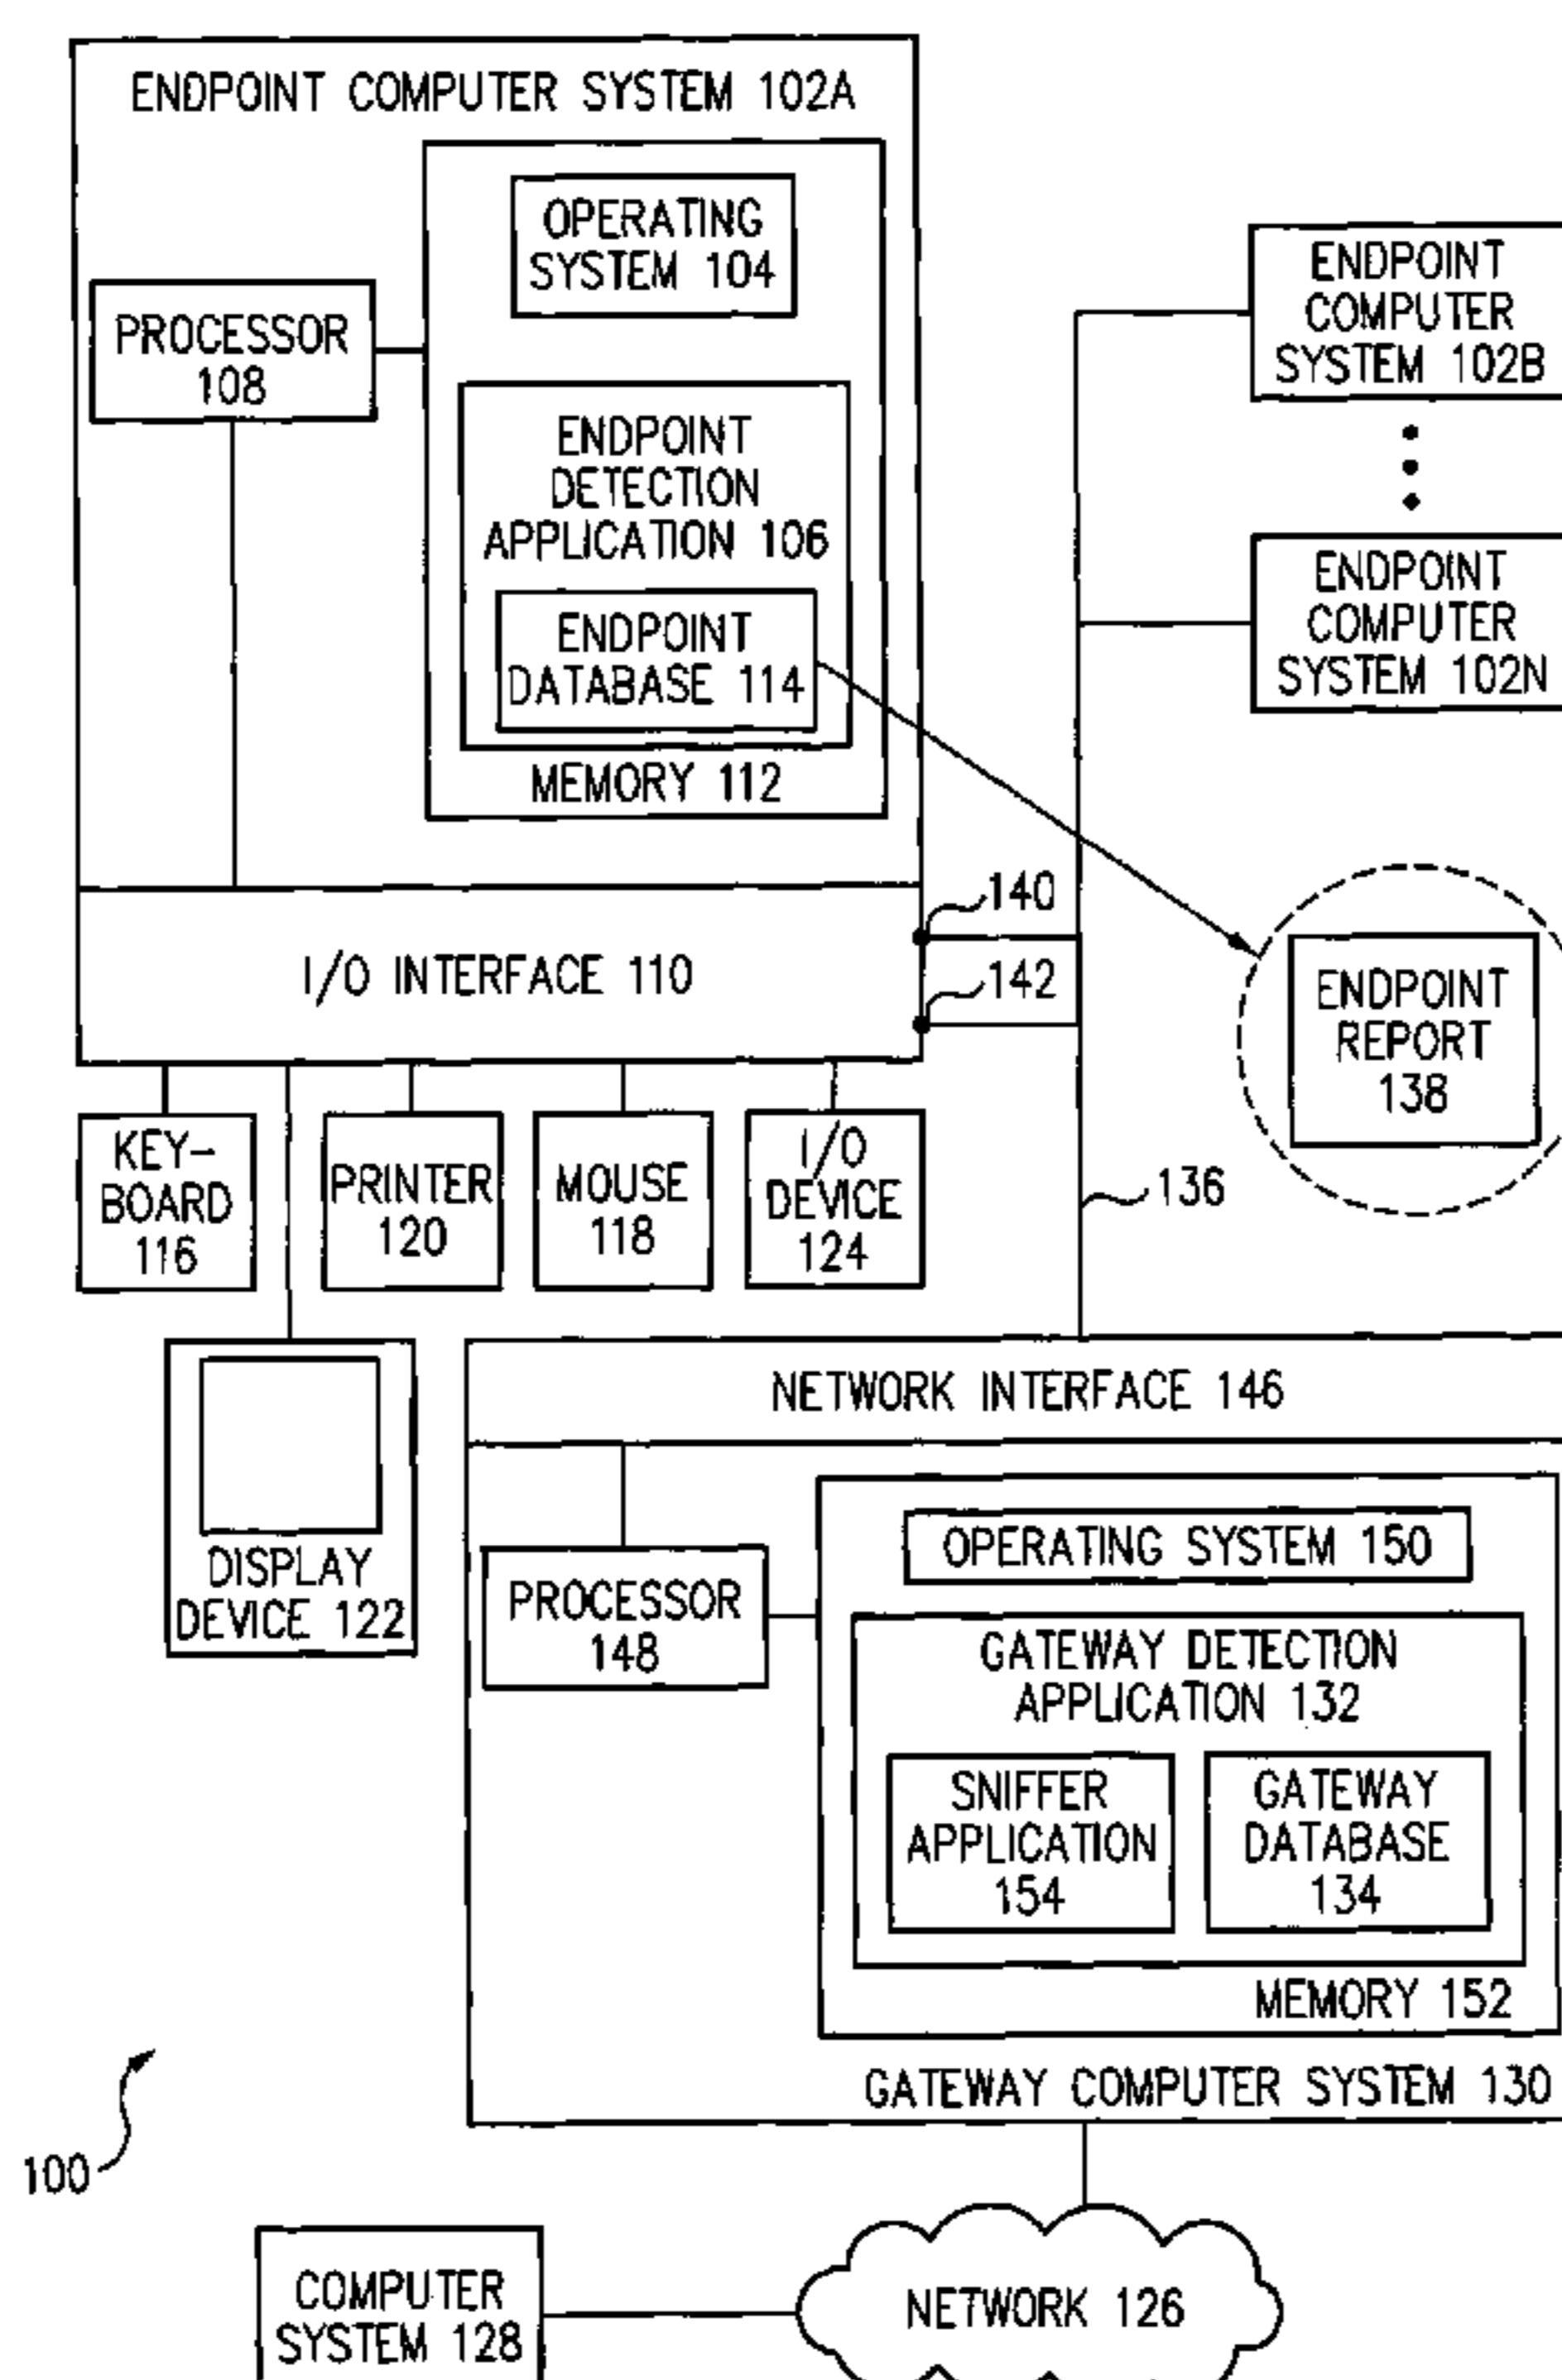 ENDPOINT COMPUTER SYSTEM 102A
OPERATING
SYSTEM 104
PROCESSOR
108
ENDPOINT
DETECTION
APPLICATION 106
ENDPOINT
DATABASE 114
MEMORY 112
I/O INTERFACE 110
ENDPOINT
COMPUTER
SYSTEM 102B
ENDPOINT
COMPUTER
SYSTEM 102N
140
142
ENDPOINT
REPORT
138
136
KEY-
BOARD
116
PRINTER
120
MOUSE
118
I/O
DEVICE
124
DISPLAY
DEVICE 122
NETWORK INTERFACE 146
OPERATING SYSTEM 150
PROCESSOR
148
GATEWAY DETECTION
APPLICATION 132
SNIFFER
APPLICATION
154
GATEWAY
DATABASE
134
MEMORY 152
GATEWAY COMPUTER SYSTEM 130
100
COMPUTER
SYSTEM 128
NETWORK 126